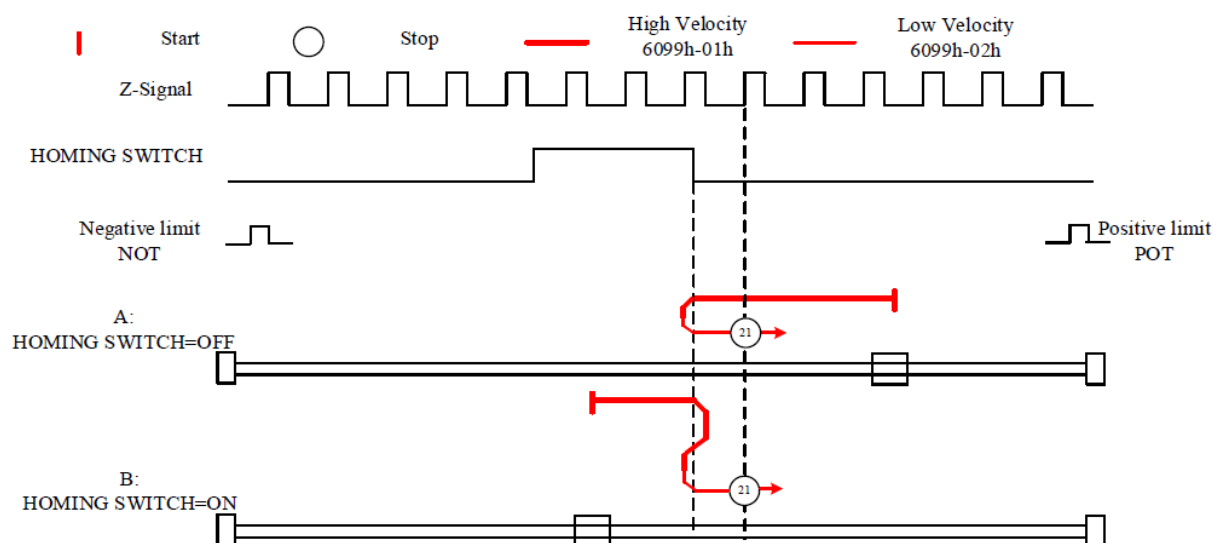 Start
Stop
High Velocity
6099h-01h
Low Velocity
6099h-02h
Z-Signal
HOMING SWITCH
Negative limit
NOT
Positive limit
POT
A:
HOMING SWITCH=OFF
21
B:
HOMING SWITCH=ON
21